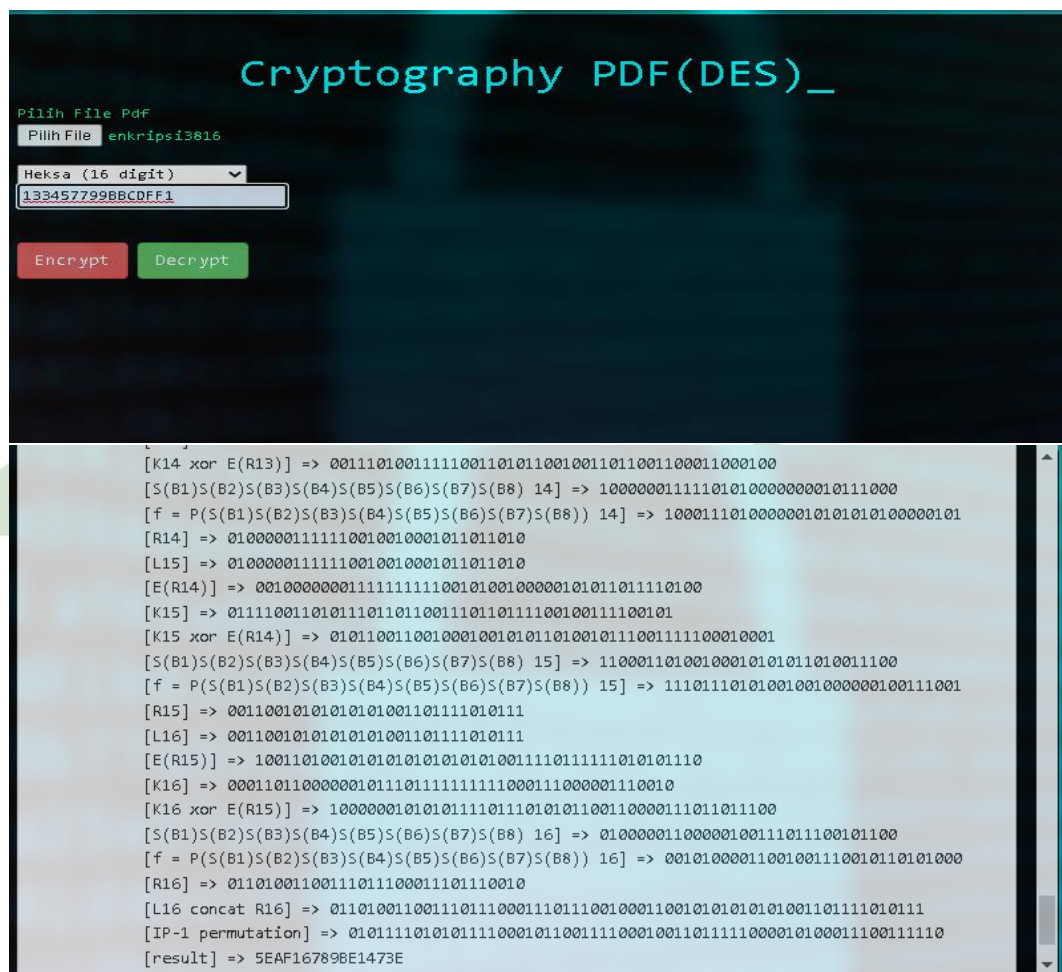 Cryptography PDF(DES)_
Pilih File Pdf
Pilih File enkripsi3816
Heksa (16 digit)
133457799BBCDFF1
Encrypt Decrypt
[K14 xor E(R13)] => 001110100111110011010110010011011001100011000100
[S(B1)S(B2)S(B3)S(B4)S(B5)S(B6)S(B7)S(B8) 14] => 10000001111101010000000010111000
[f = P(S(B1)S(B2)S(B3)S(B4)S(B5)S(B6)S(B7)S(B8)) 14] => 10001110100000010101010100000101
[R14] => 01000001111110010010001011011010
[L15] => 01000001111110010010001011011010
[E(R14)] => 001000000011111111110010100100000101011011110100
[K15] => 011110011010111011011001110110111100100111100101
[K15 xor E(R14)] => 010110011001000100101011010010111001111100010001
[S(B1)S(B2)S(B3)S(B4)S(B5)S(B6)S(B7)S(B8) 15] => 11000110100100010101011010011100
[f = P(S(B1)S(B2)S(B3)S(B4)S(B5)S(B6)S(B7)S(B8)) 15] => 11101110101001001000000100111001
[R15] => 00110010101010101001101111010111
[L16] => 00110010101010101001101111010111
[E(R15)] => 100110100101010101010101010011110111111010101110
[K16] => 000110110000001011101111111111000111000001110010
[K16 xor E(R15)] => 100000010101011110111010101100110000111011011100
[S(B1)S(B2)S(B3)S(B4)S(B5)S(B6)S(B7)S(B8) 16] => 01000001100000100111011100101100
[f = P(S(B1)S(B2)S(B3)S(B4)S(B5)S(B6)S(B7)S(B8)) 16] => 00101000011001001110010110101000
[R16] => 01101001100111011100011101110010
[L16 concat R16] => 0110100110011101110001110111001000110010101010101001101111010111
[IP-1 permutation] => 0101111010101111000101100111100010011011111000010100011100111110
[result] => 5EAF16789BE1473E